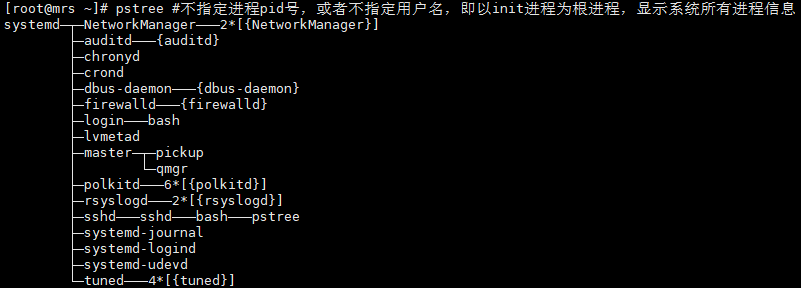 [root@mrs ~]# pstree #不指定进程pid号，或者不指定用户名，即以init进程为根进程，显示系统所有进程信息
systemd─┬─NetworkManager───2*[{NetworkManager}]
        ├─auditd───{auditd}
        ├─chronyd
        ├─crond
        ├─dbus-daemon───{dbus-daemon}
        ├─firewalld───{firewalld}
        ├─login───bash
        ├─lvmetad
        ├─master─┬─pickup
        │        └─qmgr
        ├─polkitd───6*[{polkitd}]
        ├─rsyslogd───2*[{rsyslogd}]
        ├─sshd───sshd───bash───pstree
        ├─systemd-journal
        ├─systemd-logind
        ├─systemd-udevd
        └─tuned───4*[{tuned}]